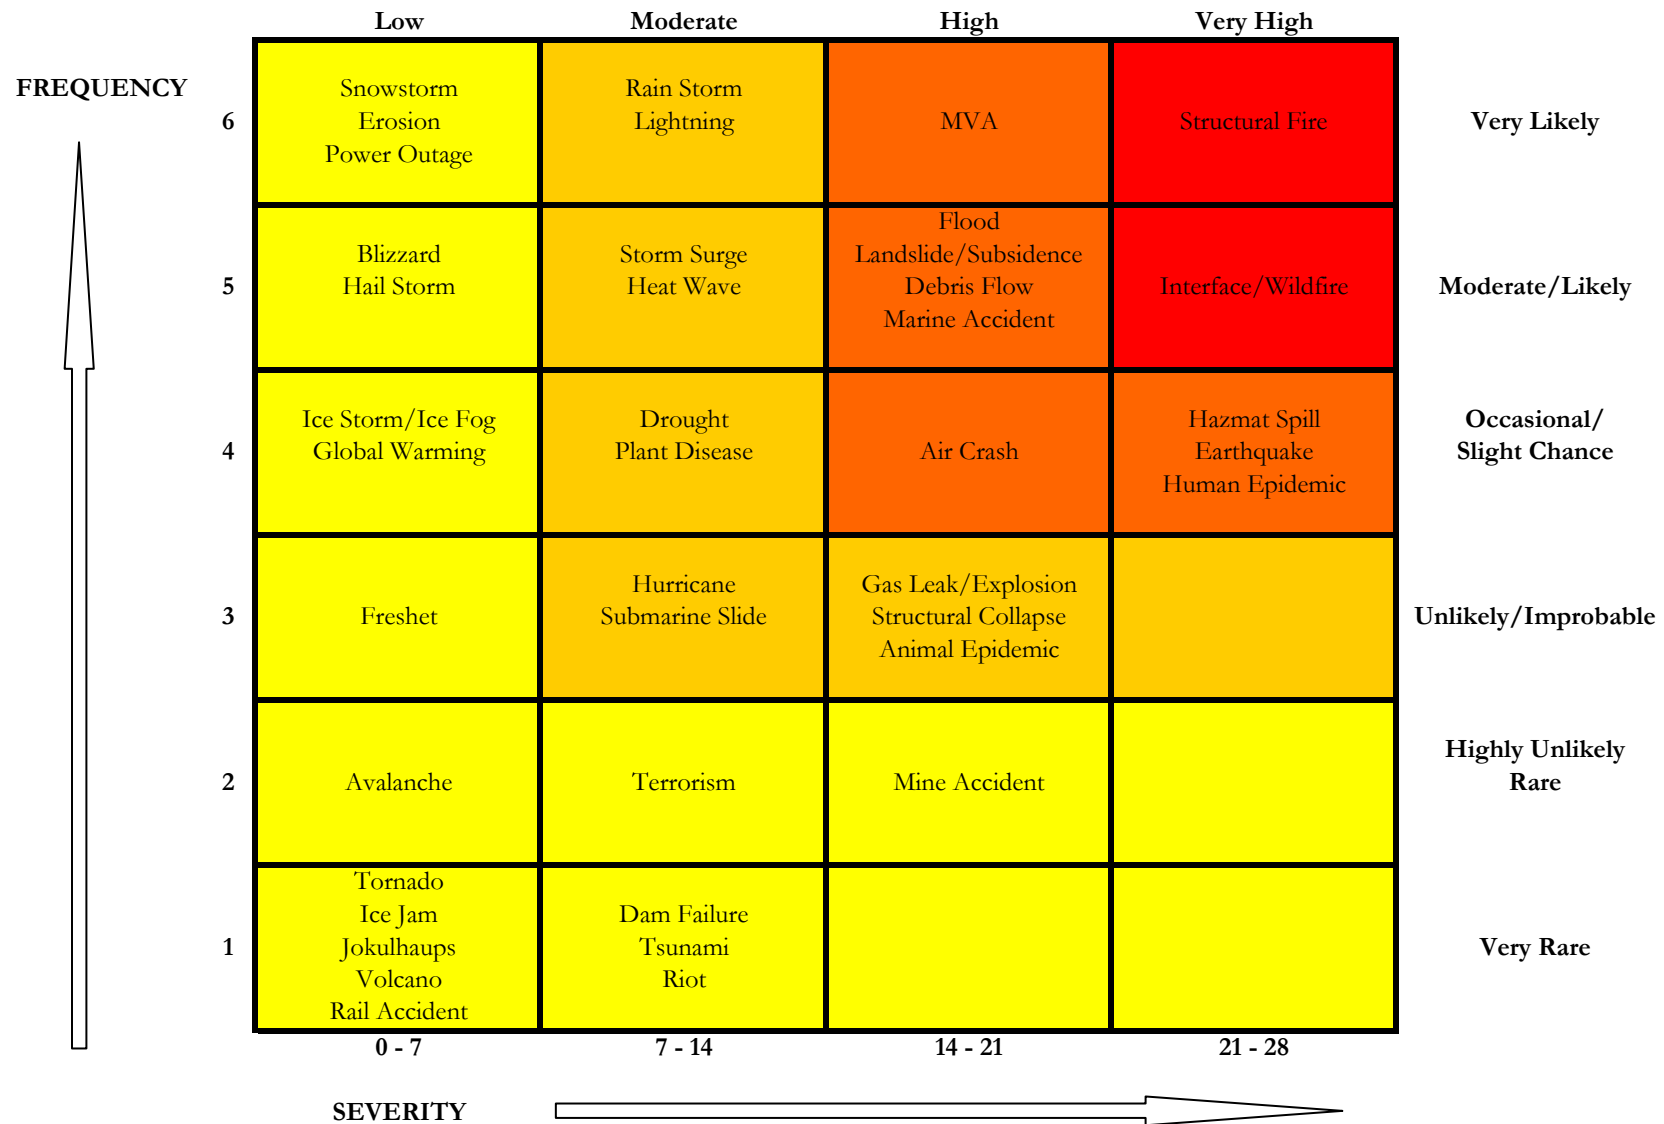 Low Moderate High Very High
FREQUENCY
6
Snowstorm
Erosion
Power Outage
Rain Storm
Lightning
MVA
Structural Fire
Very Likely
5
Blizzard
Hail Storm
Storm Surge
Heat Wave
Flood
Landslide/Subsidence
Debris Flow
Marine Accident
Interface/Wildfire
Moderate/Likely
4
Ice Storm/Ice Fog
Global Warming
Drought
Plant Disease
Air Crash
Hazmat Spill
Earthquake
Human Epidemic
Occasional/
Slight Chance
3
Freshet
Hurricane
Submarine Slide
Gas Leak/Explosion
Structural Collapse
Animal Epidemic
Unlikely/Improbable
2
Avalanche
Terrorism
Mine Accident
Highly Unlikely
Rare
1
Tornado
Ice Jam
Jokulhaups
Volcano
Rail Accident
Dam Failure
Tsunami
Riot
Very Rare
0 - 7 7 - 14 14 - 21 21 - 28
SEVERITY